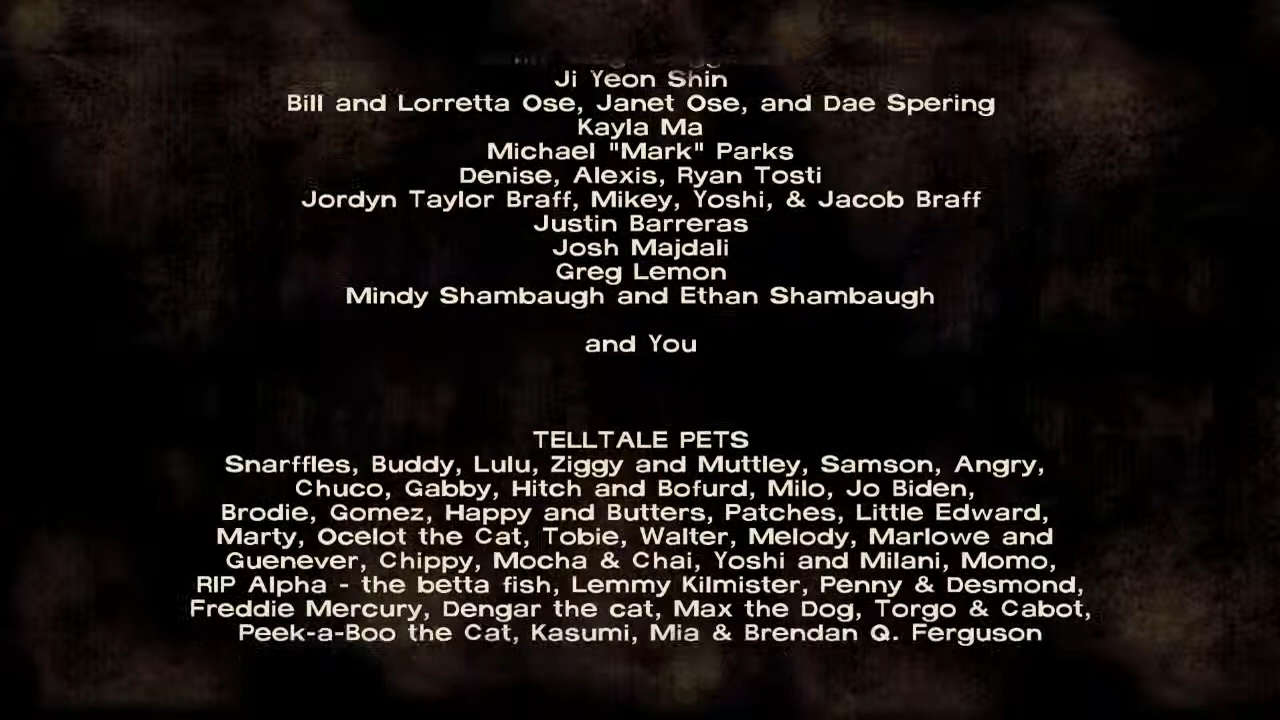 Ji Yeon Shin
Bill and Lorretta Ose, Janet Ose, and Dae Spering
Kayla Ma
Michael "Mark" Parks
Denise, Alexis, Ryan Tosti
Jordyn Taylor Braff, Mikey, Yoshi, & Jacob Braff
Justin Barreras
Josh Majdali
Greg Lemon
Mindy Shambaugh and Ethan Shambaugh
and You
TELLTALE PETS
Snarffles, Buddy, Lulu, Ziggy and Muttley, Samson, Angry,
Chuco, Gabby, Hitch and Bofurd, Milo, Jo Biden,
Brodie, Gomez, Happy and Butters, Patches, Little Edward,
Marty, Ocelot the Cat, Tobie, Walter, Melody, Marlowe and
Guenever, Chippy, Mocha & Chai, Yoshi and Milani, Momo,
RIP Alpha - the betta fish, Lemmy Kilmister, Penny & Desmond,
Freddie Mercury, Dengar the cat, Max the Dog, Torgo & Cabot,
Peek-a-Boo the Cat, Kasumi, Mia & Brendan Q. Ferguson